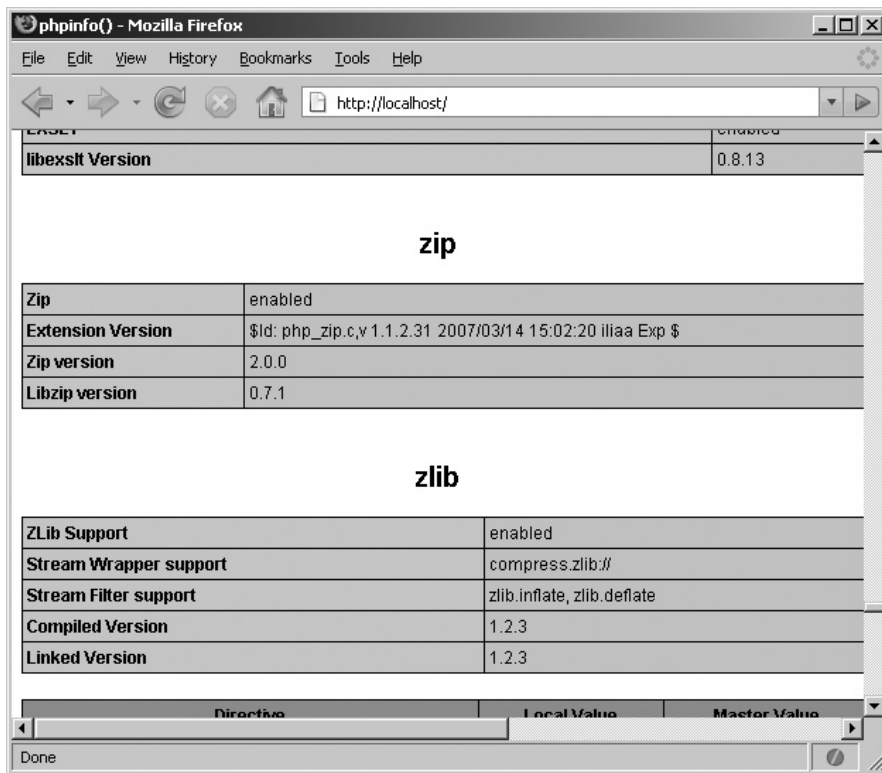 phpinfo() - Mozilla Firefox
File Edit View History Bookmarks Tools Help
http://localhost/
EXSLT enabled
libexslt Version 0.8.13
zip
Zip enabled
Extension Version $Id: php_zip.c,v 1.1.2.31 2007/03/14 15:02:20 iliaa Exp $
Zip version 2.0.0
Libzip version 0.7.1
zlib
ZLib Support enabled
Stream Wrapper support compress.zlib://
Stream Filter support zlib.inflate, zlib.deflate
Compiled Version 1.2.3
Linked Version 1.2.3
Directive Local Value Master Value
Done